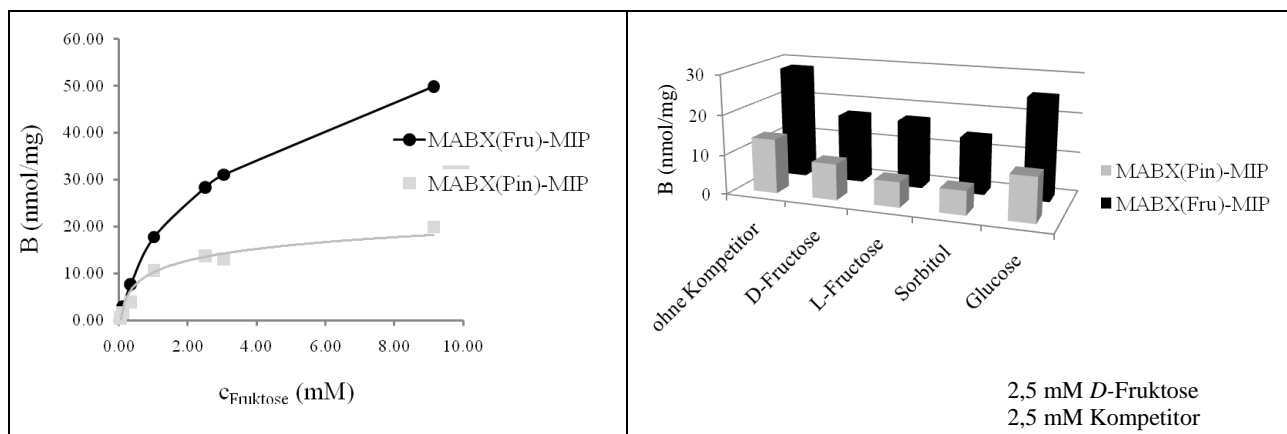 60.00
50.00
40.00
30.00
20.00
10.00
0.00
B (nmol/mg)
0.00 2.00 4.00 6.00 8.00 10.00
cFruktose (mM)
MABX(Fru)-MIP
MABX(Pin)-MIP
30
20
10
0
B (nmol/mg)
ohne Kompetitor
D-Fructose
L-Fructose
Sorbitol
Glucose
MABX(Pin)-MIP
MABX(Fru)-MIP
2,5 mM D-Fruktose
2,5 mM Kompetitor